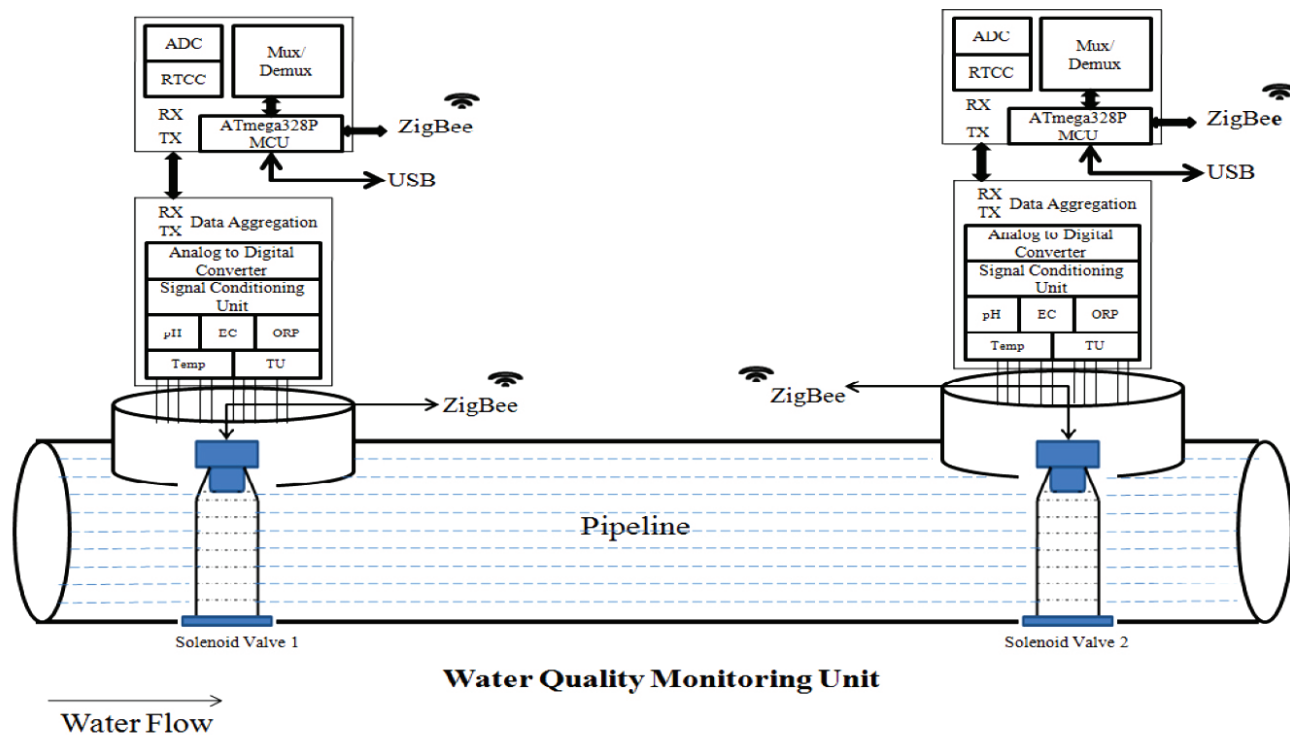 ADC
RTCC
Mux/
Demux
RX
TX
ATmega328P
MCU
ZigBee
USB
RX
TX
Data Aggregation
Analog to Digital
Converter
Signal Conditioning
Unit
pH
EC
ORP
Temp
TU
ZigBee
Solenoid Valve 1
ADC
RTCC
Mux/
Demux
RX
TX
ATmega328P
MCU
ZigBee
USB
RX
TX
Data Aggregation
Analog to Digital
Converter
Signal Conditioning
Unit
pH
EC
ORP
Temp
TU
ZigBee
Solenoid Valve 2
Pipeline
Water Quality Monitoring Unit
Water Flow